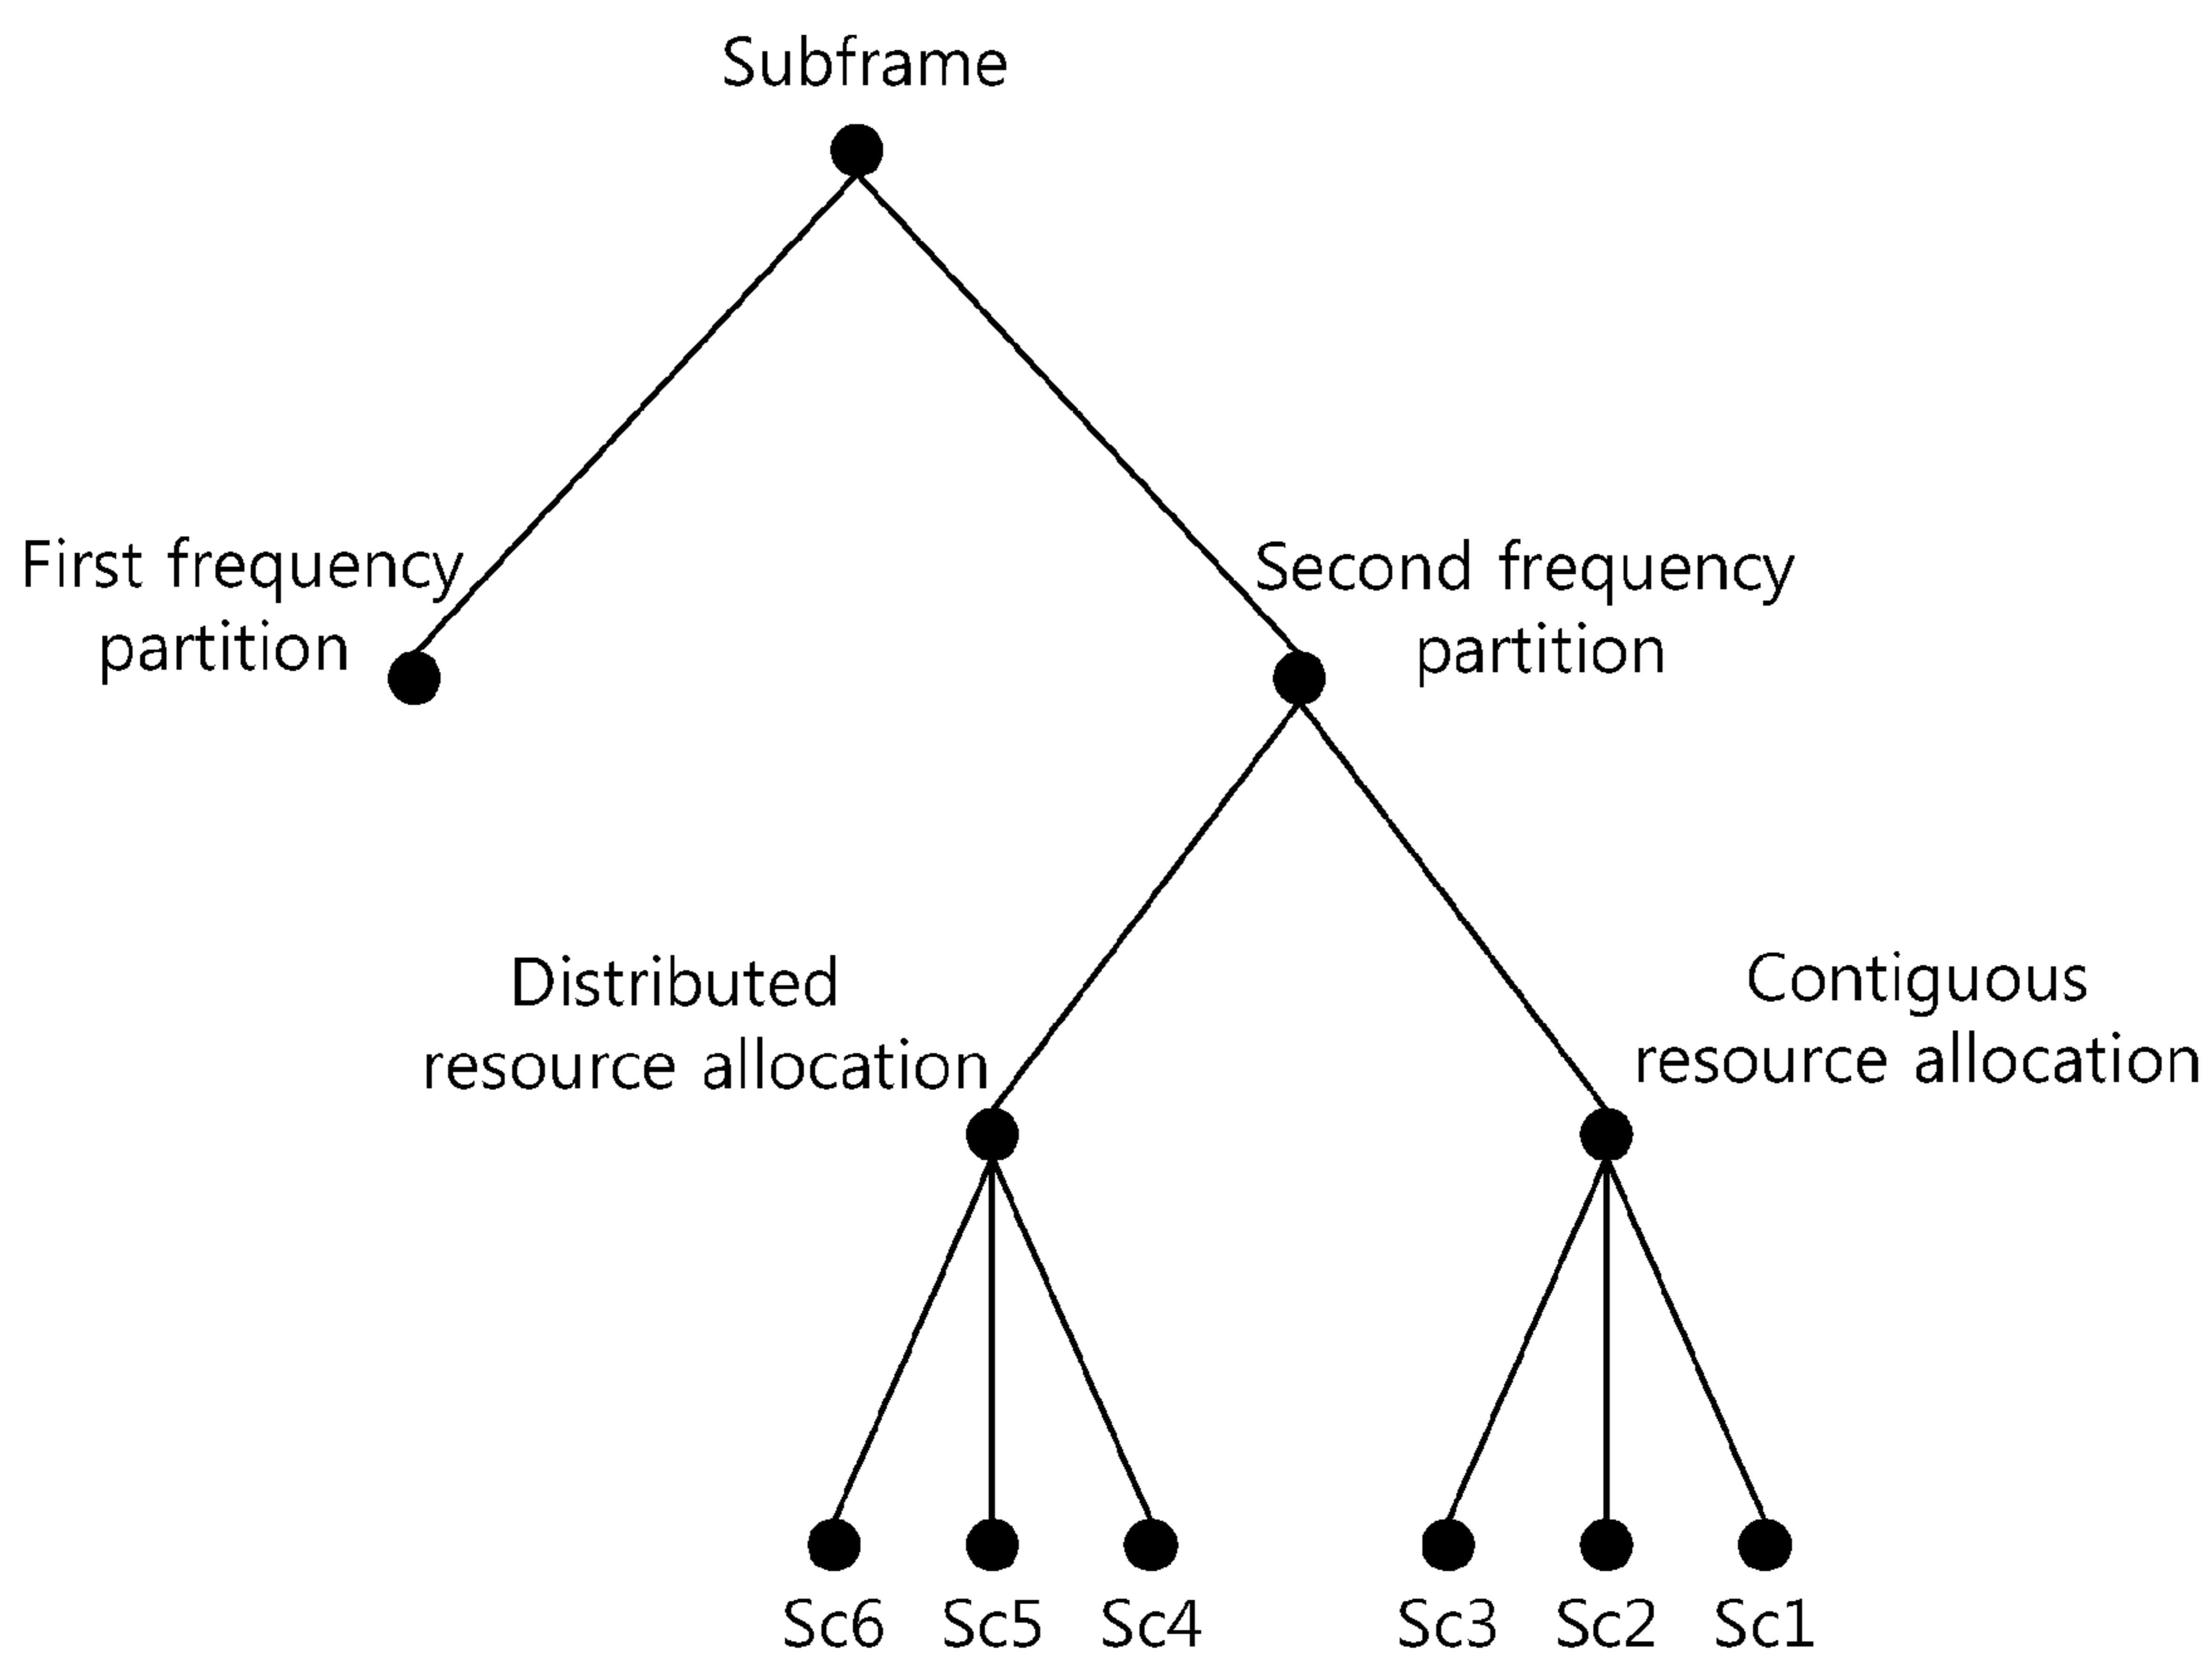 Subframe
First frequency
partition
Second frequency
partition
Distributed
resource allocation
Contiguous
resource allocation
Sc6 Sc5 Sc4 Sc3 Sc2 Sc1